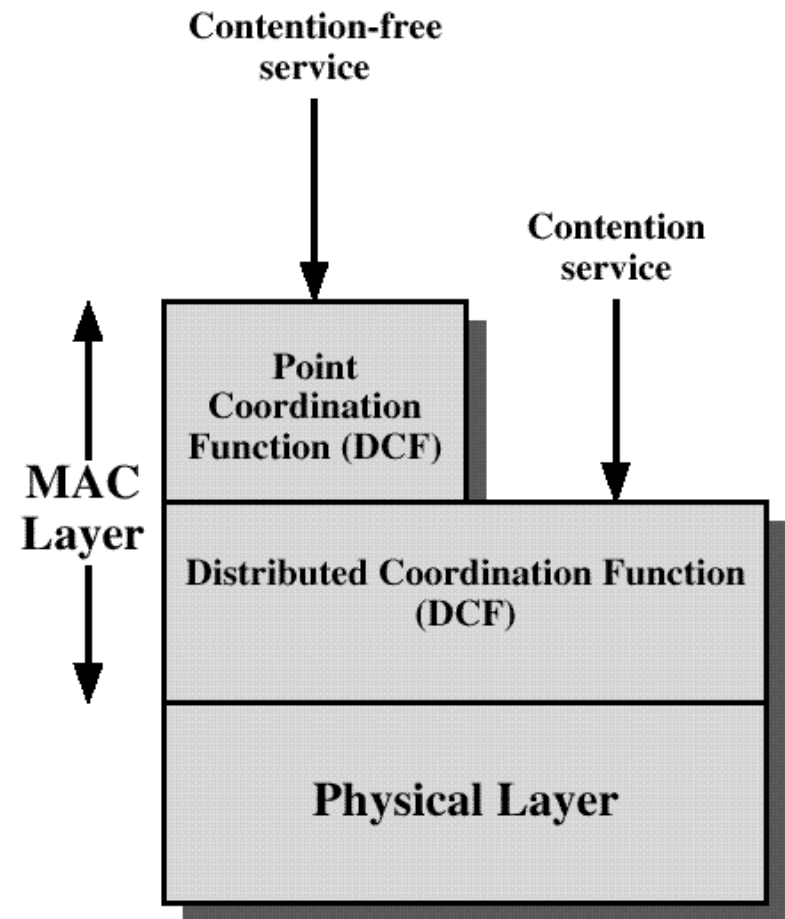 Contention-free
service
Contention
service
Point
Coordination
Function (DCF)
MAC
Layer
Distributed Coordination Function
(DCF)
Physical Layer